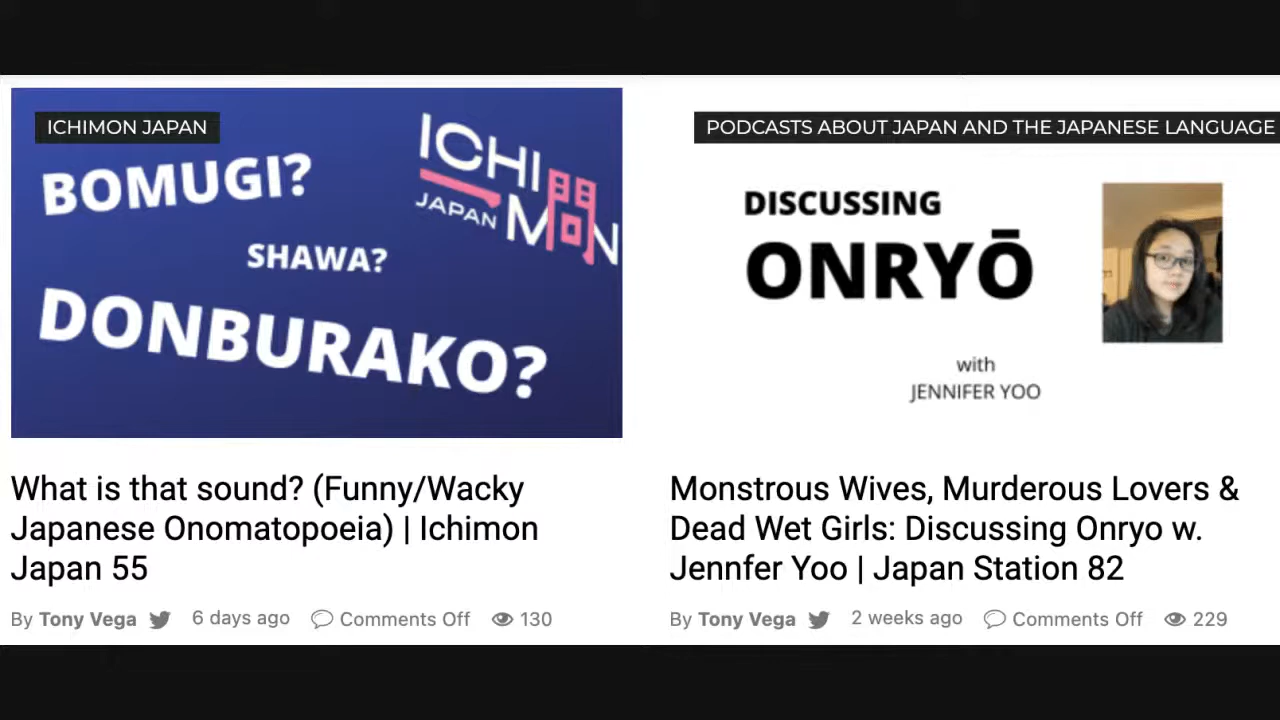 ICHIMON JAPAN
BOMUGI?
SHAWA?
DONBURAKO?
ICHI
JAPAN
M問N
What is that sound? (Funny/Wacky
Japanese Onomatopoeia) | Ichimon
Japan 55
By Tony Vega 6 days ago Comments Off 130
PODCASTS ABOUT JAPAN AND THE JAPANESE LANGUAGE
DISCUSSING
ONRYŌ
with
JENNIFER YOO
Monstrous Wives, Murderous Lovers &
Dead Wet Girls: Discussing Onryo w.
Jennfer Yoo | Japan Station 82
By Tony Vega 2 weeks ago Comments Off 229